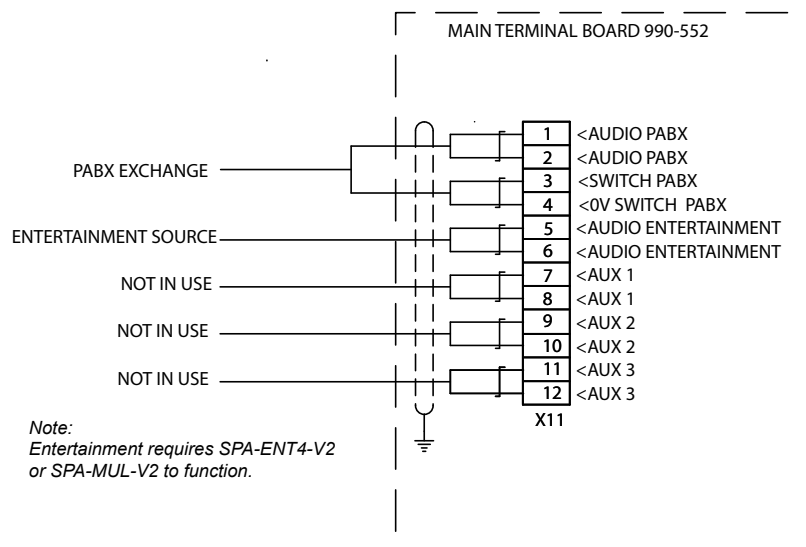 MAIN TERMINAL BOARD 990-552
PABX EXCHANGE
ENTERTAINMENT SOURCE
NOT IN USE
NOT IN USE
NOT IN USE
1 <AUDIO PABX
2 <AUDIO PABX
3 <SWITCH PABX
4 <0V SWITCH PABX
5 <AUDIO ENTERTAINMENT
6 <AUDIO ENTERTAINMENT
7 <AUX 1
8 <AUX 1
9 <AUX 2
10 <AUX 2
11 <AUX 3
12 <AUX 3
X11
Note:
Entertainment requires SPA-ENT4-V2
or SPA-MUL-V2 to function.